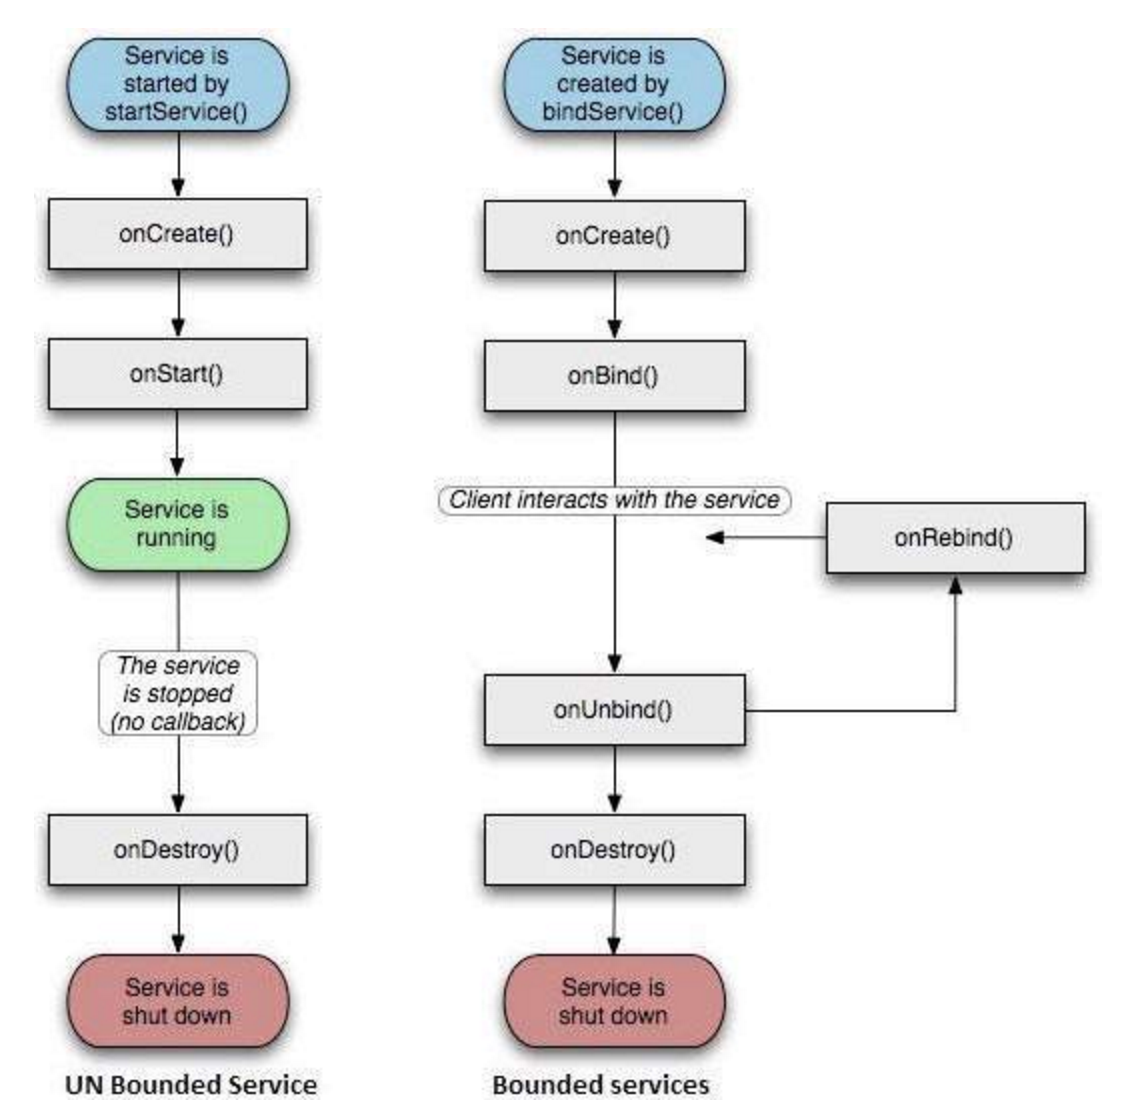 Service is
started by
startService()
onCreate()
onStart()
Service is
running
The service
is stopped
(no callback)
onDestroy()
Service is
shut down
UN Bounded Service
Service is
created by
bindService()
onCreate()
onBind()
Client interacts with the service
onRebind()
onUnbind()
onDestroy()
Service is
shut down
Bounded services